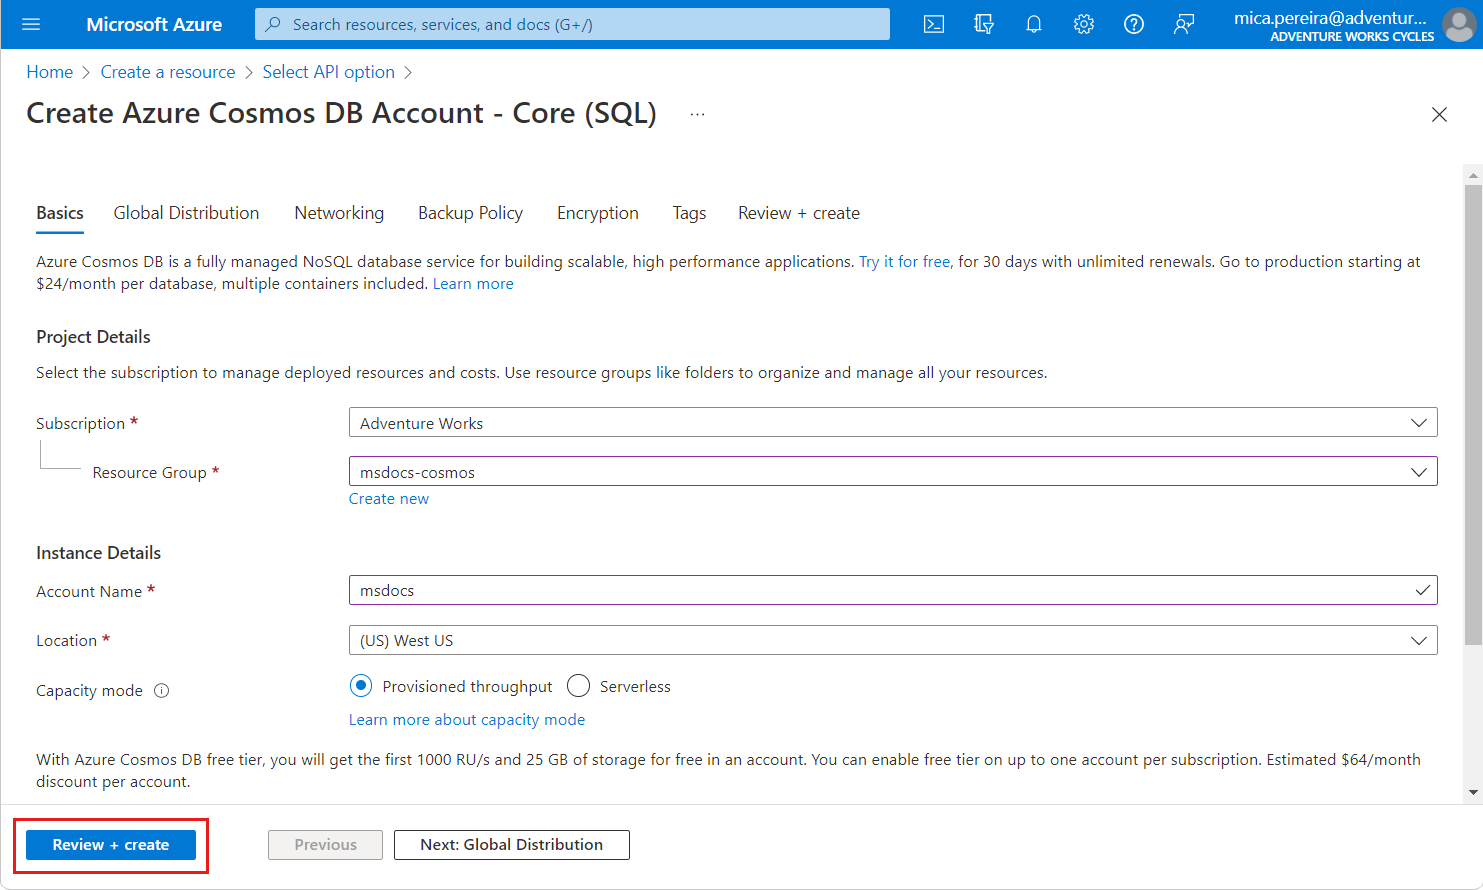 Microsoft Azure
Search resources, services, and docs (G+/)
mica.pereira@adventur...
ADVENTURE WORKS CYCLES
Home > Create a resource > Select API option >
Create Azure Cosmos DB Account - Core (SQL) ...
Basics Global Distribution Networking Backup Policy Encryption Tags Review + create
Azure Cosmos DB is a fully managed NoSQL database service for building scalable, high performance applications. Try it for free, for 30 days with unlimited renewals. Go to production starting at
$24/month per database, multiple containers included. Learn more
Project Details
Select the subscription to manage deployed resources and costs. Use resource groups like folders to organize and manage all your resources.
Subscription * Adventure Works
Resource Group * msdocs-cosmos
Create new
Instance Details
Account Name * msdocs
Location * (US) West US
Capacity mode Provisioned throughput Serverless
Learn more about capacity mode
With Azure Cosmos DB free tier, you will get the first 1000 RU/s and 25 GB of storage for free in an account. You can enable free tier on up to one account per subscription. Estimated $64/month
discount per account.
Review + create Previous Next: Global Distribution